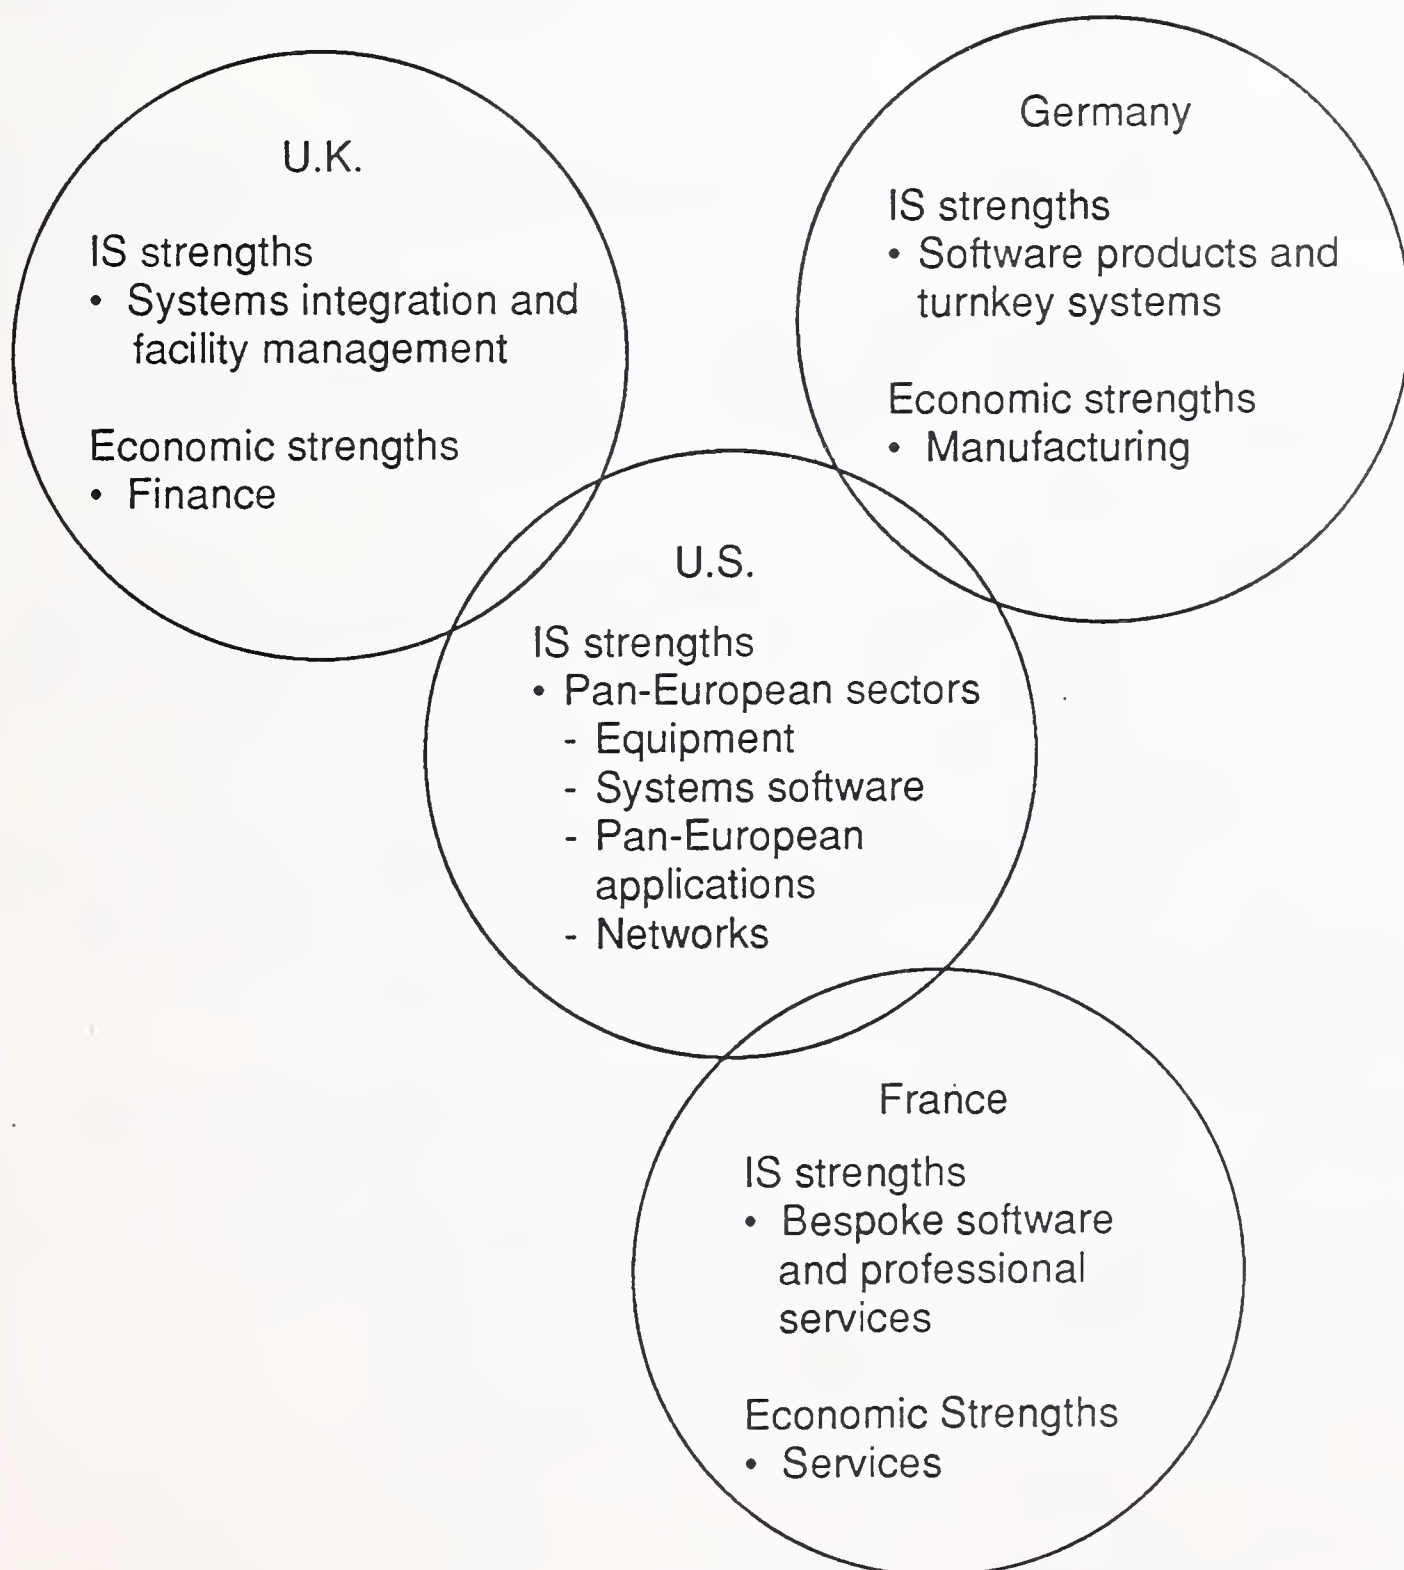 U.K.
IS strengths
• Systems integration and
facility management
Economic strengths
• Finance
Germany
IS strengths
• Software products and
turnkey systems
Economic strengths
• Manufacturing
U.S.
IS strengths
• Pan-European sectors
- Equipment
- Systems software
- Pan-European
applications
- Networks
France
IS strengths
• Bespoke software
and professional
services
Economic Strengths
• Services